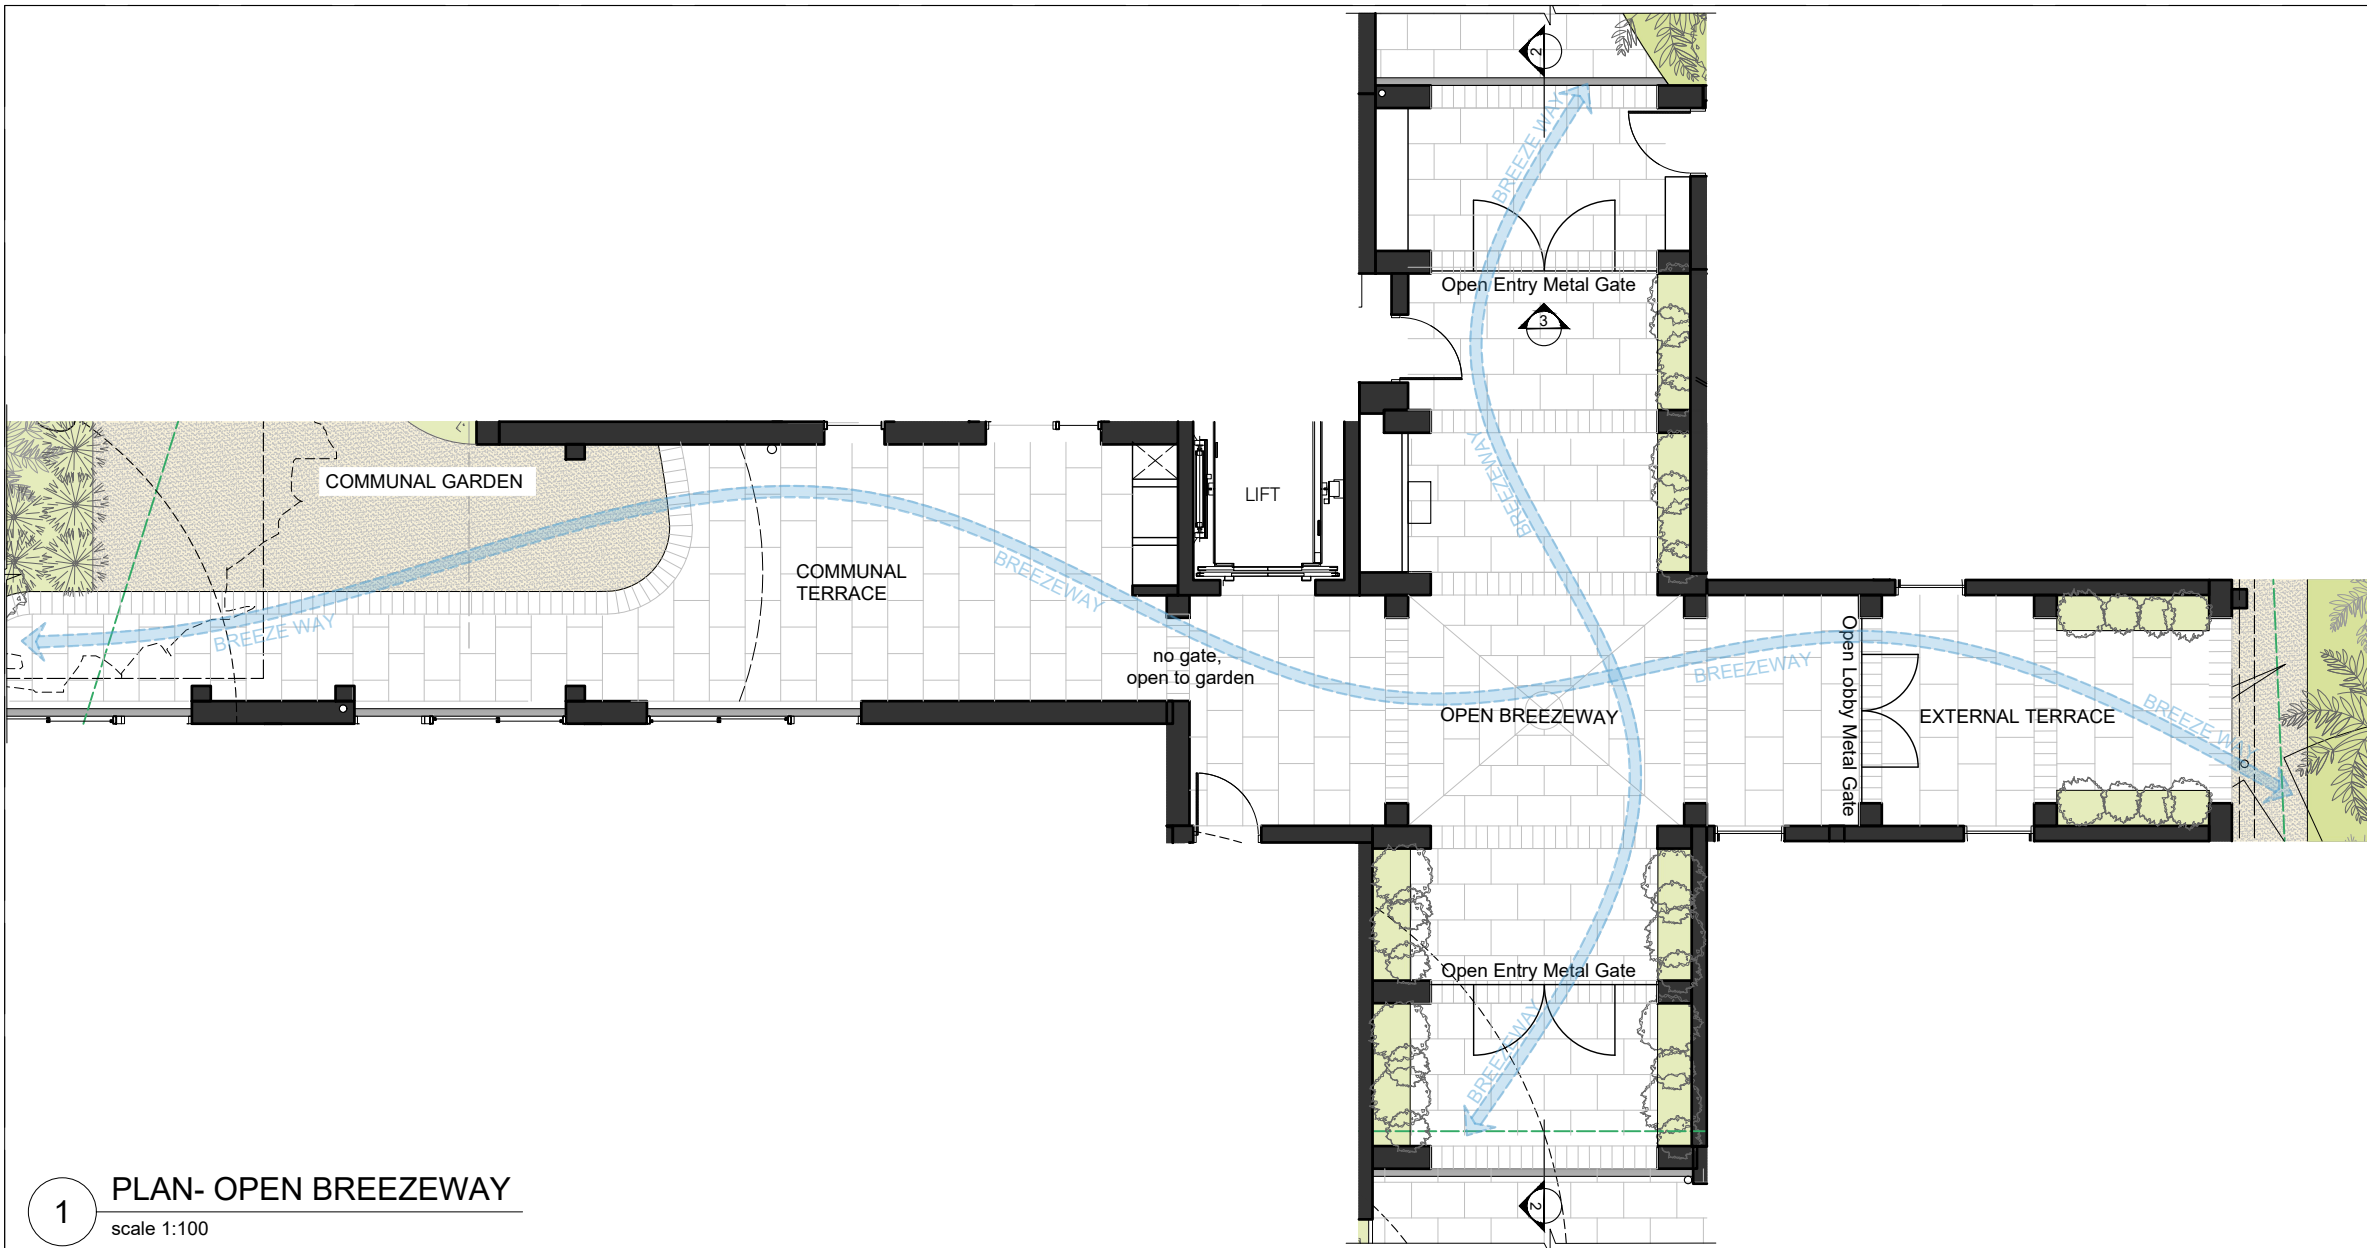 2
BREEZE WAY
Open Entry Metal Gate
3
COMMUNAL GARDEN
LIFT
BREEZEWAY
BREEZEWAY
COMMUNAL
TERRACE
BREEZE WAY
no gate,
open to garden
BREEZEWAY
Open Lobby Metal Gate
OPEN BREEZEWAY
EXTERNAL TERRACE
BREEZE WAY
Open Entry Metal Gate
BREEZEWAY
2
1
PLAN- OPEN BREEZEWAY
scale 1:100